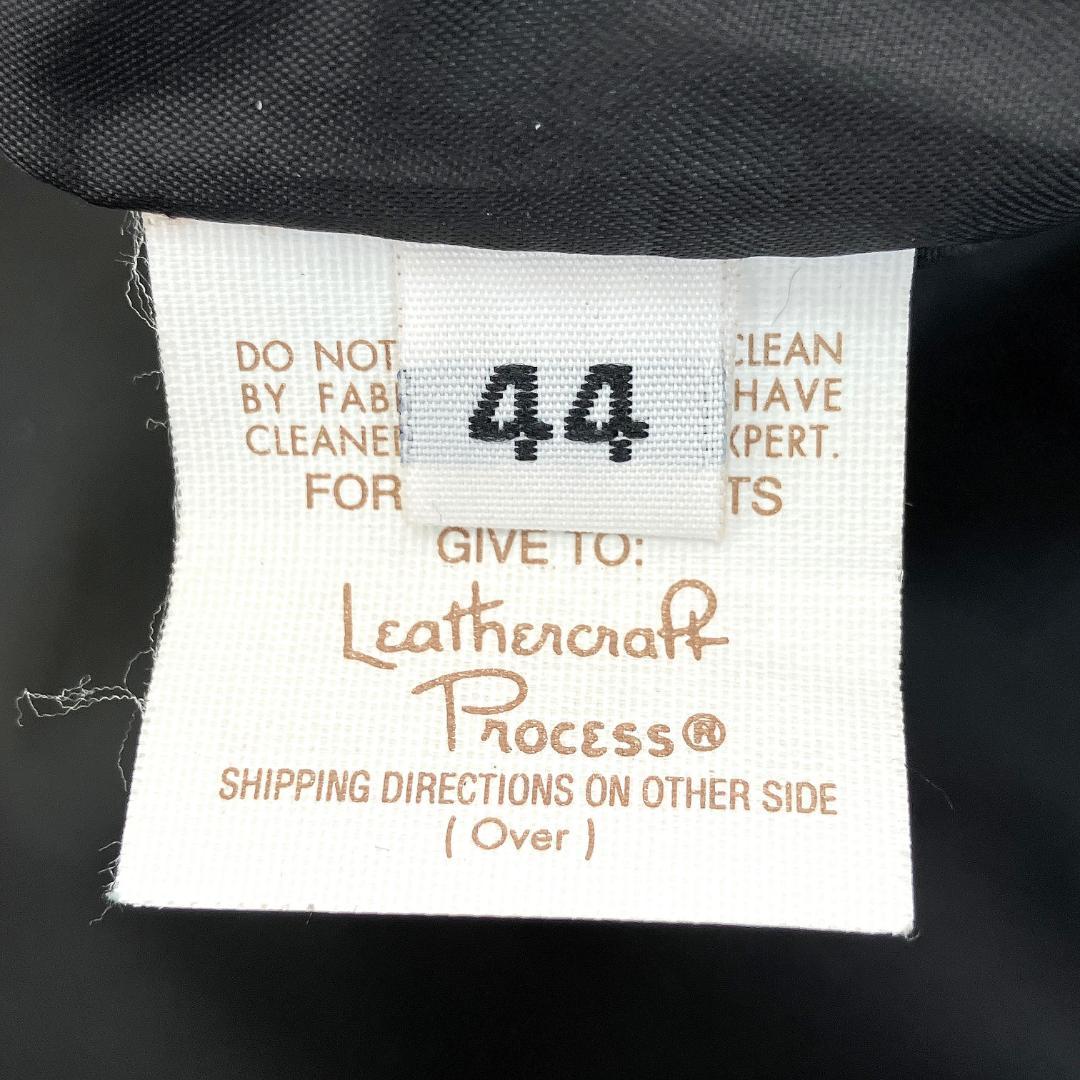 DO NOT CLEAN
BY FAB HAVE
CLEANE XPERT.
FOR TS
44
GIVE TO:
Leathercraft
Process®
SHIPPING DIRECTIONS ON OTHER SIDE
( Over )